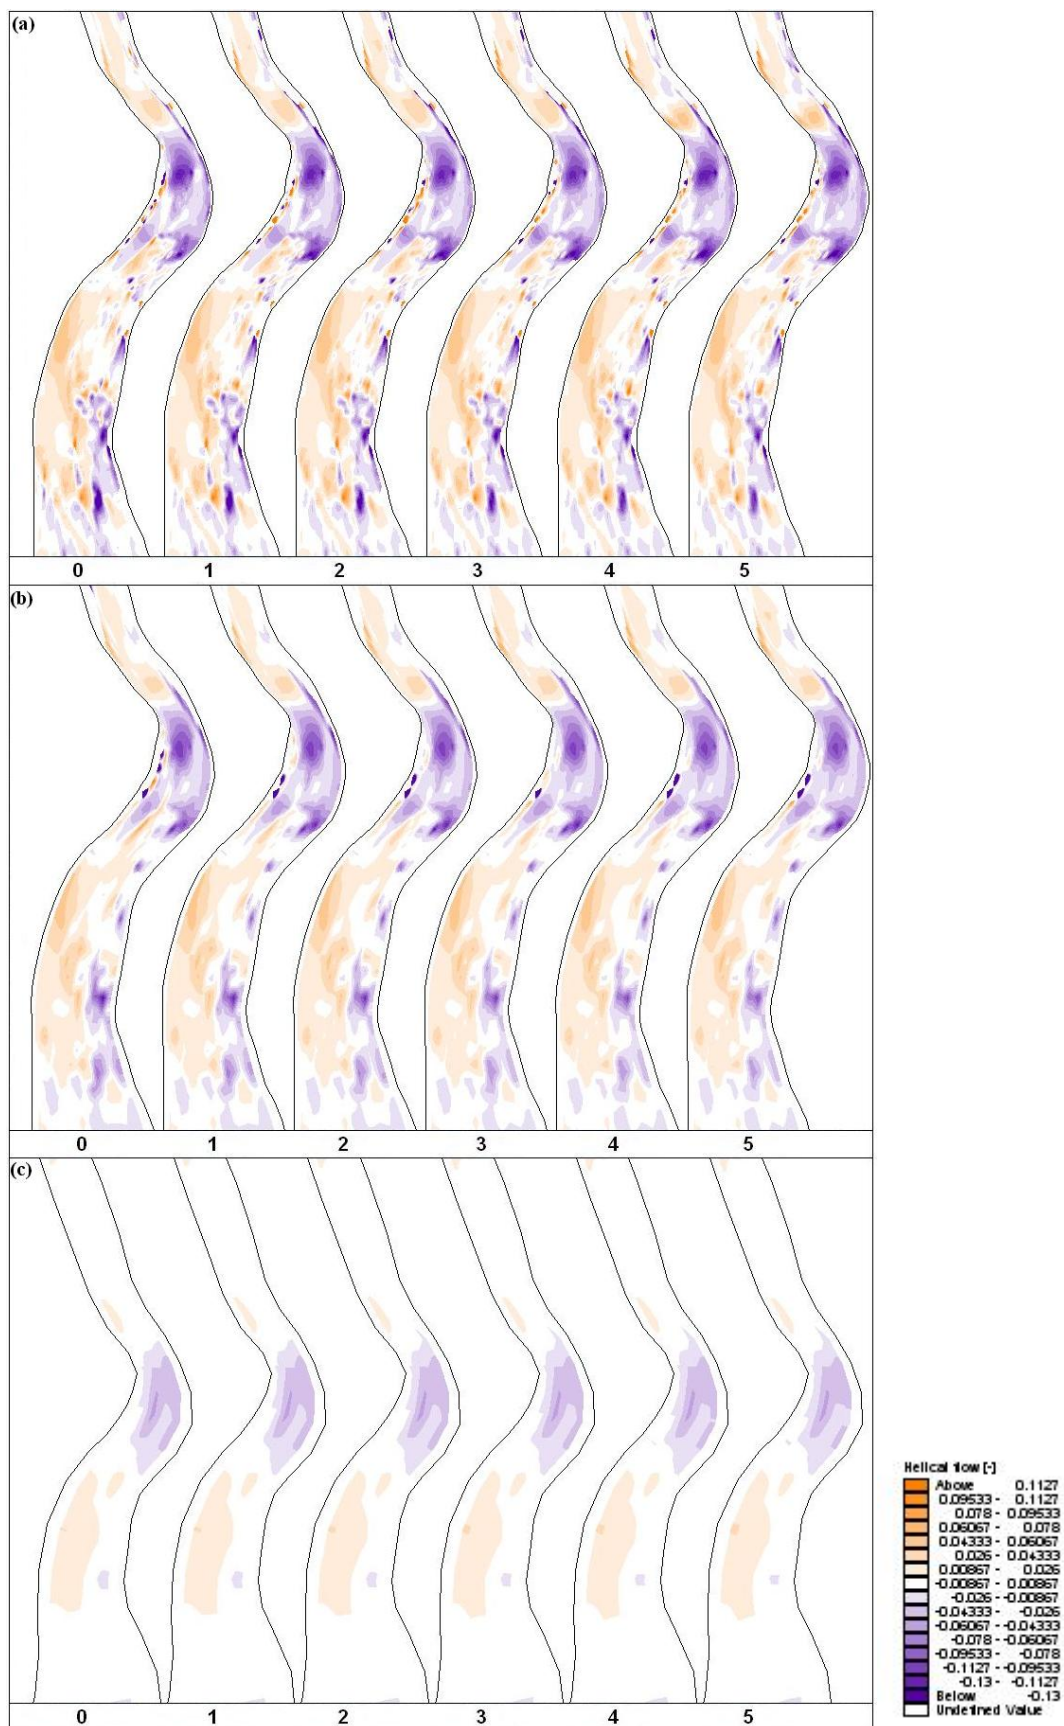 (a)
0 1 2 3 4 5
(b)
0 1 2 3 4 5
(c)
0 1 2 3 4 5
Helical flow [-]
Above 0.1127
0.09533 - 0.1127
0.078 - 0.09533
0.06067 - 0.078
0.04333 - 0.06067
0.026 - 0.04333
0.00867 - 0.026
-0.00867 - 0.00867
-0.026 - -0.00867
-0.04333 - -0.026
-0.06067 - -0.04333
-0.078 - -0.06067
-0.09533 - -0.078
-0.1127 - -0.09533
-0.13 - -0.1127
Below -0.13
Undefined Value